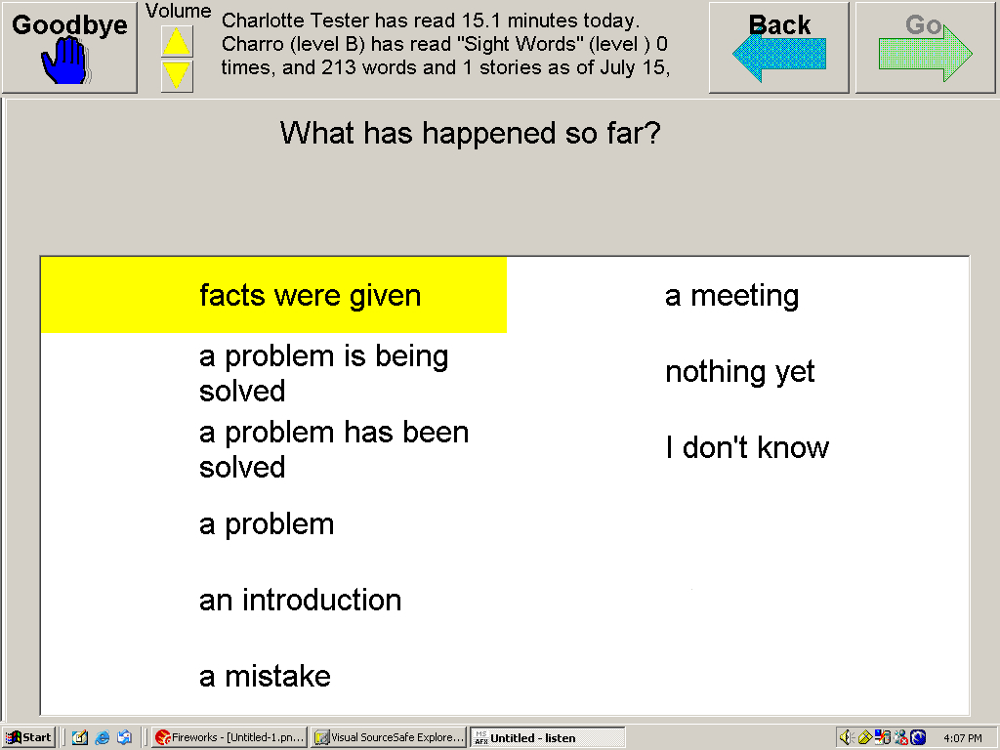 Goodbye
Volume
Charlotte Tester has read 15.1 minutes today.
Charro (level B) has read "Sight Words" (level ) 0
times, and 213 words and 1 stories as of July 15,
Back
Go
What has happened so far?
facts were given
a problem is being
solved
a problem has been
solved
a problem
an introduction
a mistake
a meeting
nothing yet
I don't know
Start
Fireworks - [Untitled-1.pn...
Visual SourceSafe Explore...
MS
AFX
Untitled - listen
4:07 PM